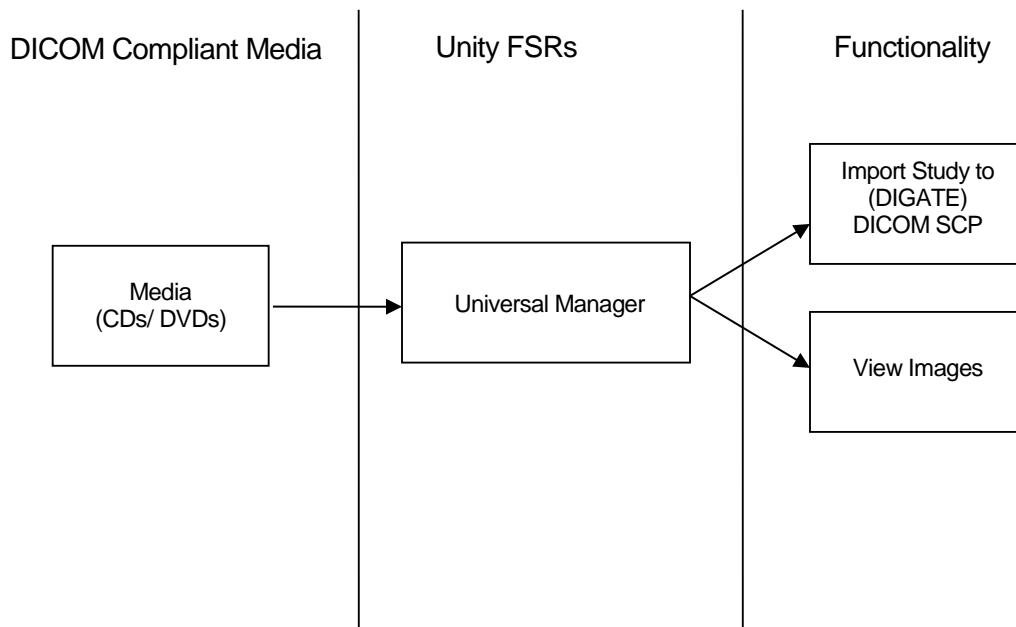 DICOM Compliant Media
Unity FSRs
Functionality
Media
(CDs/ DVDs)
Universal Manager
Import Study to
(DIGATE)
DICOM SCP
View Images